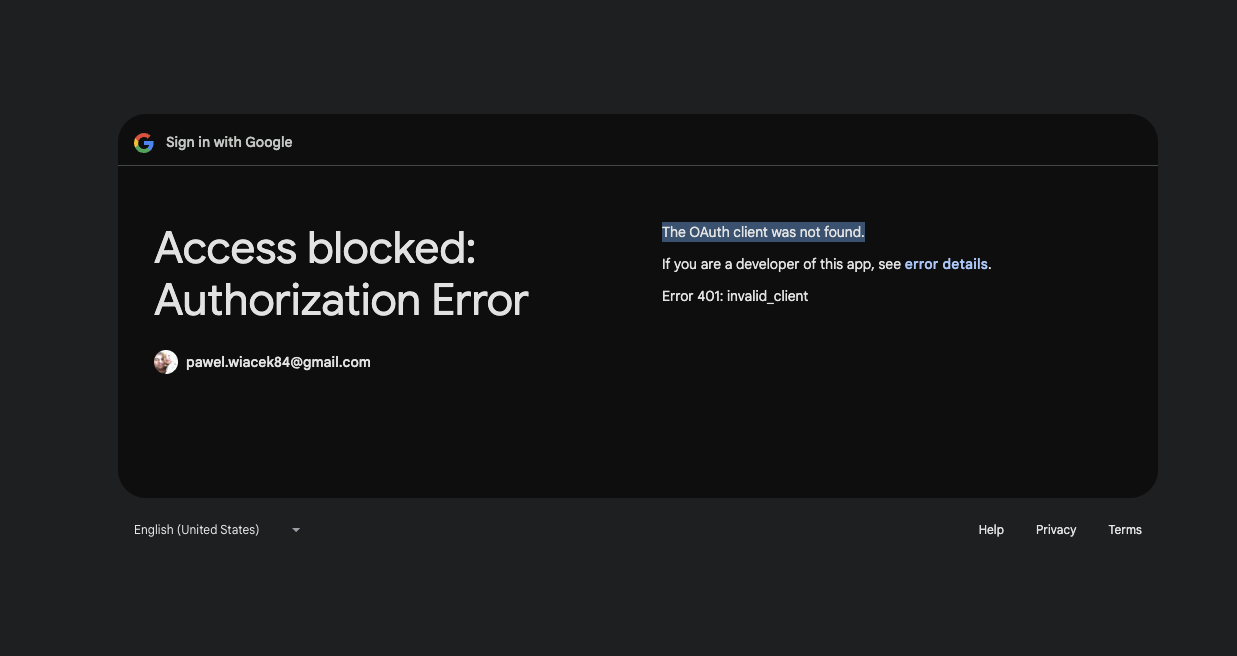 Sign in with Google
Access blocked:
Authorization Error
pawel.wiacek84@gmail.com
The OAuth client was not found.
If you are a developer of this app, see error details.
Error 401: invalid_client
English (United States)
Help Privacy Terms